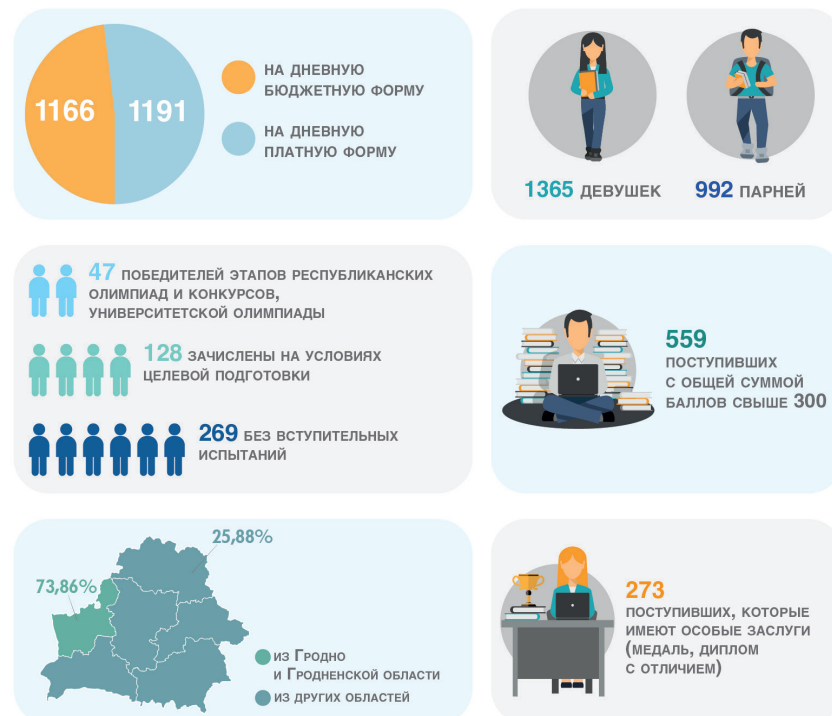 1166
1191
НА ДНЕВНУЮ
БЮДЖЕТНУЮ ФОРМУ
НА ДНЕВНУЮ
ПЛАТНУЮ ФОРМУ
1365 ДЕВУШЕК
992 ПАРНЕЙ
47 ПОБЕДИТЕЛЕЙ ЭТАПОВ РЕСПУБЛИКАНСКИХ
ОЛИМПИАД И КОНКУРСОВ,
УНИВЕРСИТЕТСКОЙ ОЛИМПИАДЫ
128 ЗАЧИСЛЕНЫ НА УСЛОВИЯХ
ЦЕЛЕВОЙ ПОДГОТОВКИ
269 БЕЗ ВСТУПИТЕЛЬНЫХ
ИСПЫТАНИЙ
559
ПОСТУПИВШИХ
С ОБЩЕЙ СУММОЙ
БАЛЛОВ СВЫШЕ 300
25,88%
73,86%
ИЗ ГРОДНО
И ГРОДНЕНСКОЙ ОБЛАСТИ
ИЗ ДРУГИХ ОБЛАСТЕЙ
273
ПОСТУПИВШИХ, КОТОРЫЕ
ИМЕЮТ ОСОБЫЕ ЗАСЛУГИ
(МЕДАЛЬ, ДИПЛОМ
С ОТЛИЧИЕМ)